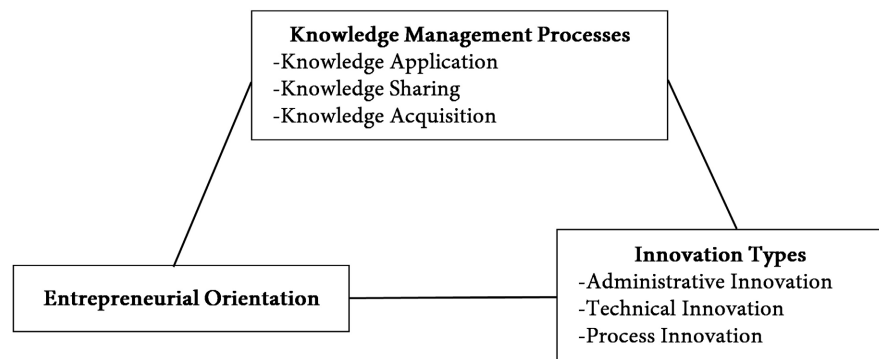 Knowledge Management Processes
-Knowledge Application
-Knowledge Sharing
-Knowledge Acquisition
Entrepreneurial Orientation
Innovation Types
-Administrative Innovation
-Technical Innovation
-Process Innovation